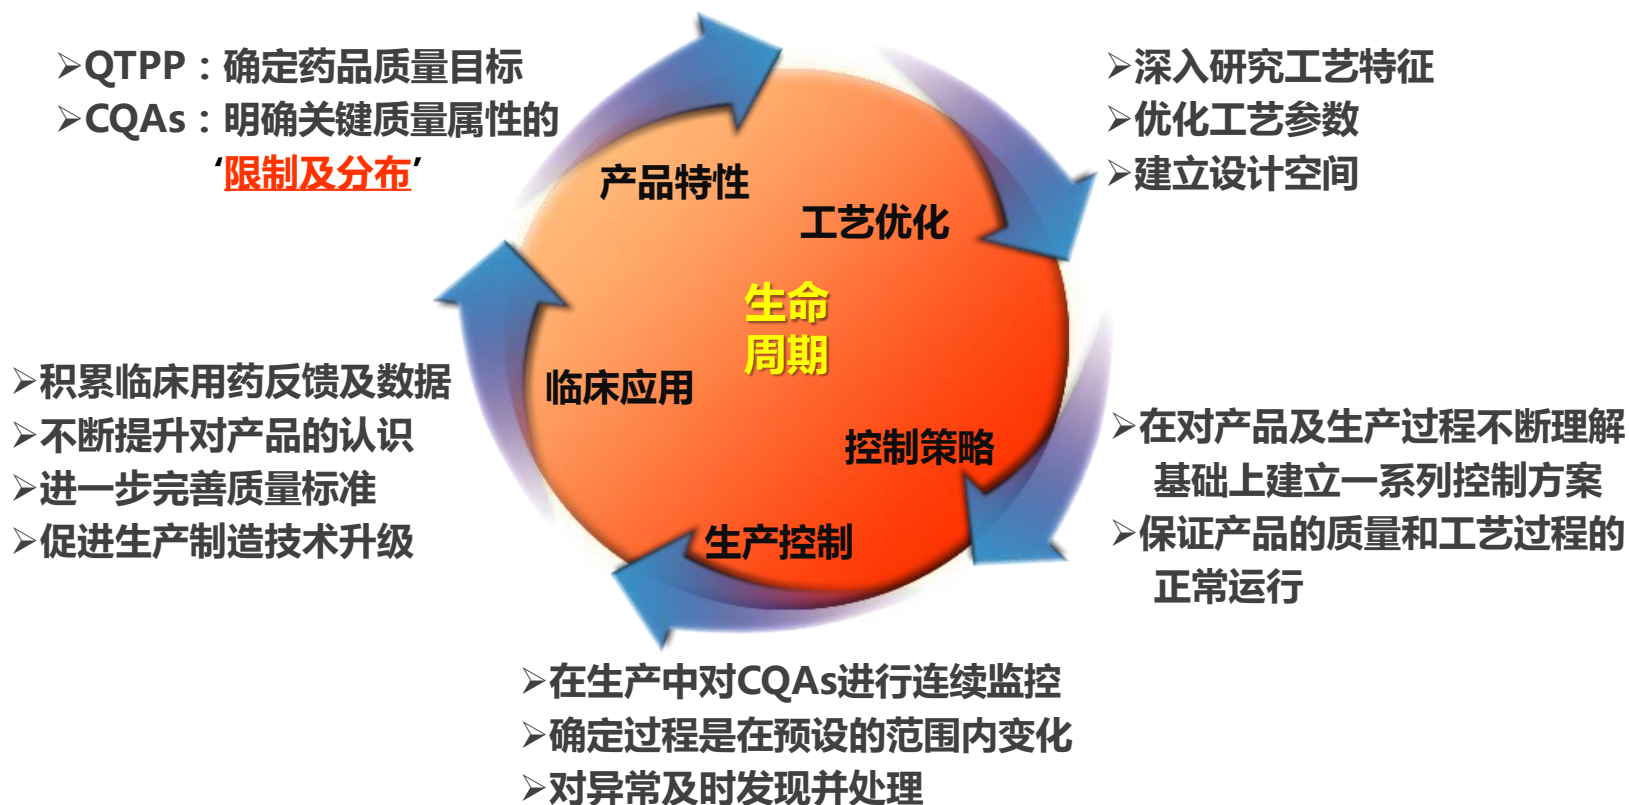 ➢QTPP：确定药品质量目标
➢CQAs：明确关键质量属性的
‘限制及分布’
➢深入研究工艺特征
➢优化工艺参数
➢建立设计空间
产品特性
工艺优化
生命
周期
临床应用
控制策略
生产控制
➢积累临床用药反馈及数据
➢不断提升对产品的认识
➢进一步完善质量标准
➢促进生产制造技术升级
➢在对产品及生产过程不断理解
基础上建立一系列控制方案
➢保证产品的质量和工艺过程的
正常运行
➢在生产中对CQAs进行连续监控
➢确定过程是在预设的范围内变化
➢对异常及时发现并处理